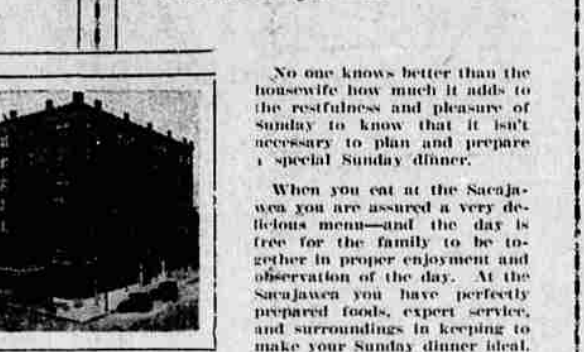 No one knows better than the
housewife how much it adds to
the restfulness and pleasure of
Sunday to know that it isn't
necessary to plan and prepare
a special Sunday dinner.
When you eat at the Sacaja-
wea you are assured a very de-
licious menu—and the day is
free for the family to be to-
gether in proper enjoyment and
observation of the day. At the
Sacajawea you have perfectly
prepared foods, expert service,
and surroundings in keeping to
make your Sunday dinner ideal.